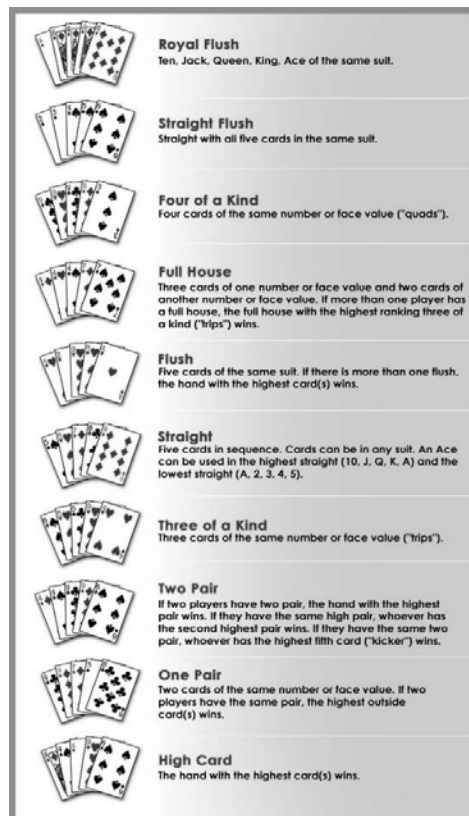 Royal Flush
Ten, Jack, Queen, King, Ace of the same suit.
Straight Flush
Straight with all five cards in the same suit.
Four of a Kind
Four cards of the same number or face value ("quads").
Full House
Three cards of one number or face value and two cards of
another number or face value. If more than one player has
a full house, the full house with the highest ranking three of
a kind ("trips") wins.
Flush
Five cards of the same suit. If there is more than one flush,
the hand with the highest card(s) wins.
Straight
Five cards in sequence. Cards can be in any suit. An Ace
can be used in the highest straight (10, J, Q, K, A) and the
lowest straight (A, 2, 3, 4, 5).
Three of a Kind
Three cards of the same number or face value ("trips").
Two Pair
If two players have two pair, the hand with the highest
pair wins. If they have the same high pair, whoever has
the second highest pair wins. If they have the same two
pair, whoever has the highest fifth card ("kicker") wins.
One Pair
Two cards of the same number or face value. If two
players have the same pair, the highest outside
card(s) wins.
High Card
The hand with the highest card(s) wins.